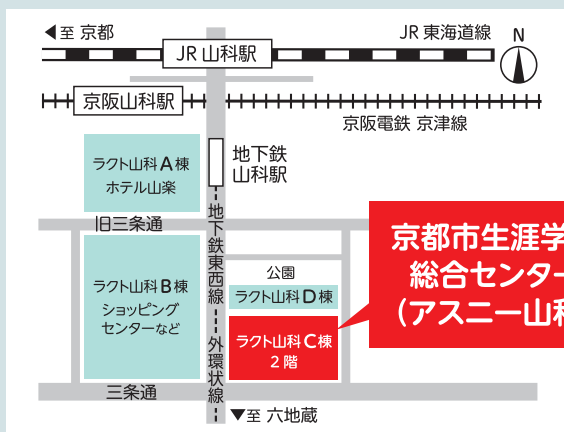 ◀至 京都
JR 東海道線
N
JR 山科駅
京阪山科駅
京阪電鉄 京津線
ラクト山科A棟
ホテル山楽
地下鉄
山科駅
旧三条通
地下鉄東西線
外環状線
京都市生涯学
総合センター
(アスニー山科
公園
ラクト山科D棟
ラクト山科B棟
ショッピング
センターなど
ラクト山科C棟
2階
三条通
▼至 六地蔵